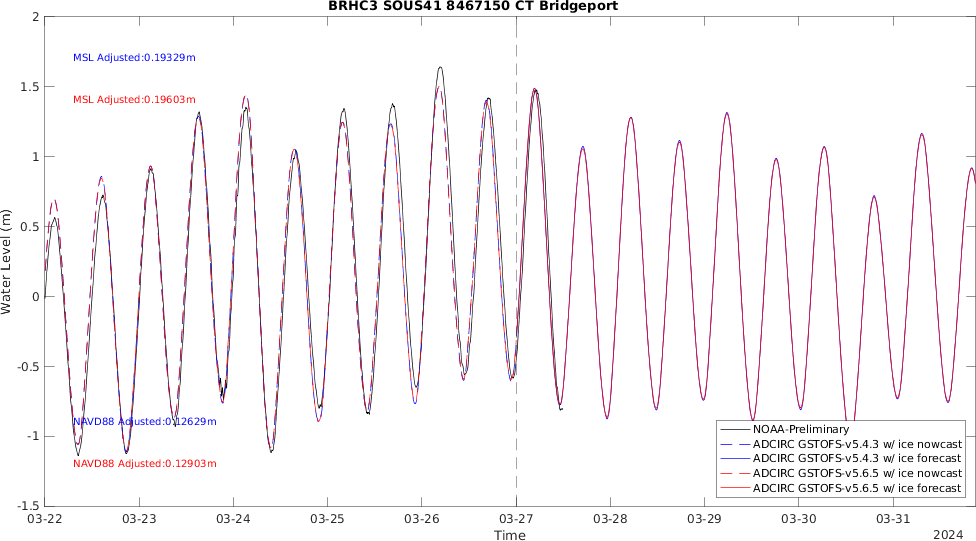 BRHC3 SOUS41 8467150 CT Bridgeport
2
1.5
1
0.5
0
-0.5
-1
-1.5
Water Level (m)
MSL Adjusted:0.19329m
MSL Adjusted:0.19603m
NAVD88 Adjusted:0.12629m
NAVD88 Adjusted:0.12903m
NOAA-Preliminary
ADCIRC GSTOFS-v5.4.3 w/ ice nowcast
ADCIRC GSTOFS-v5.4.3 w/ ice forecast
ADCIRC GSTOFS-v5.6.5 w/ ice nowcast
ADCIRC GSTOFS-v5.6.5 w/ ice forecast
03-22 03-23 03-24 03-25 03-26 03-27 03-28 03-29 03-30 03-31
Time
2024